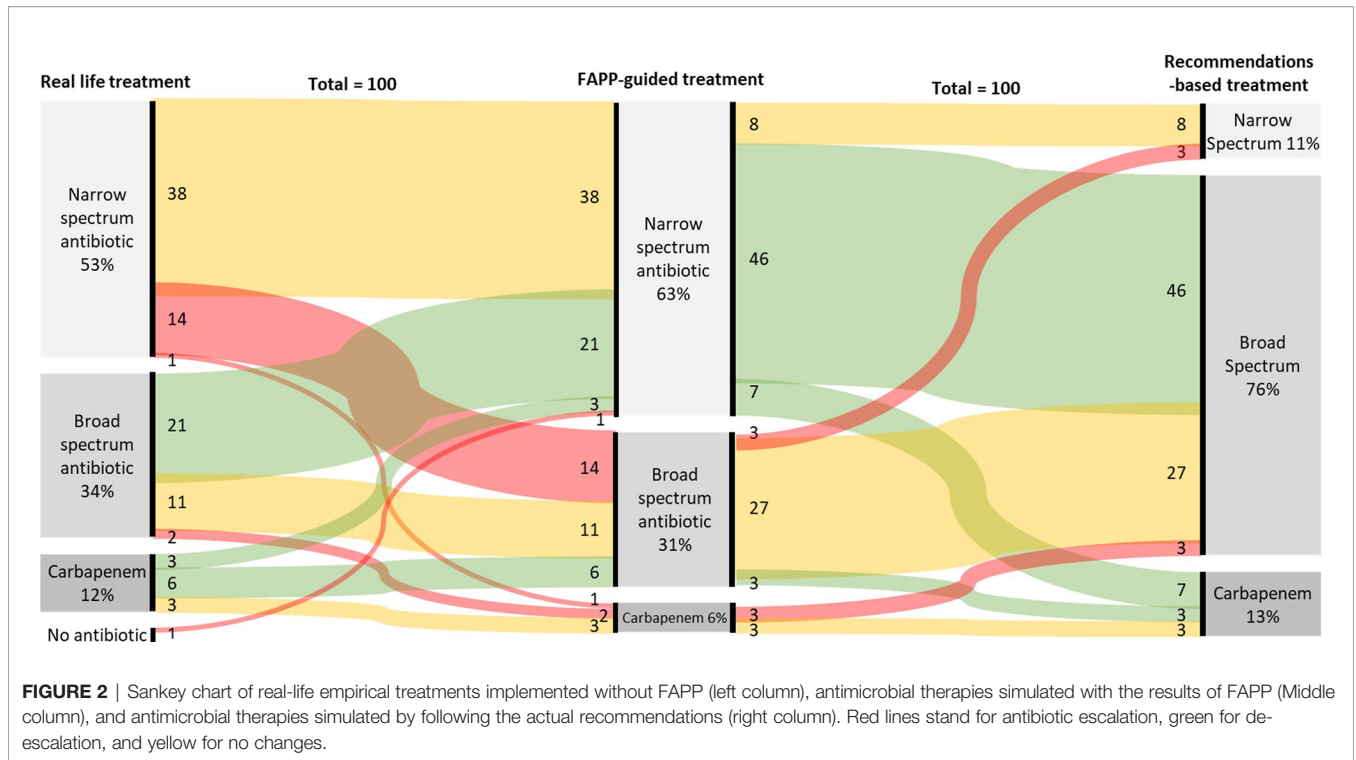 Real life treatment
Total = 100
FAPP-guided treatment
Total = 100
Recommendations
-based treatment
Narrow
spectrum
antibiotic
53%
38
14
1
Broad
spectrum
antibiotic
34%
21
11
2
Carbapenem
12%
3
6
3
No antibiotic
1
38
21
3
1
14
11
6
1
2
3
Narrow
spectrum
antibiotic
63%
Broad
spectrum
antibiotic
31%
Carbapenem 6%
8
46
7
3
27
3
3
3
8
3
46
27
3
7
3
3
Narrow
Spectrum 11%
Broad
Spectrum
76%
Carbapenem
13%
FIGURE 2 | Sankey chart of real-life empirical treatments implemented without FAPP (left column), antimicrobial therapies simulated with the results of FAPP (Middle
column), and antimicrobial therapies simulated by following the actual recommendations (right column). Red lines stand for antibiotic escalation, green for de-
escalation, and yellow for no changes.